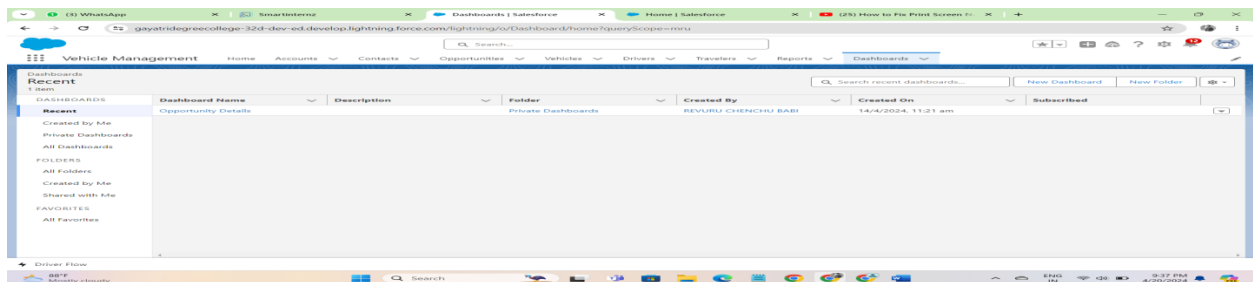 (3) WhatsApp Smartinternz Dashboards | Salesforce Home | Salesforce (25) How to Fix Print Screen N
gayatridegreecollege-32d-dev-ed.develop.lightning.force.com/lightning/o/Dashboard/home?queryScope=mru
Search...
12
Vehicle Management Home Accounts Contacts Opportunities Vehicles Drivers Travelers Reports Dashboards
Dashboards
Recent
1 item
Search recent dashboards...
New Dashboard New Folder
DASHBOARDS Dashboard Name Description Folder Created By Created On Subscribed
Recent Opportunity Details Private Dashboards REVURU CHENCHU BABI 14/4/2024, 11:21 am
Created by Me
Private Dashboards
All Dashboards
FOLDERS
All Folders
Created by Me
Shared with Me
FAVORITES
All Favorites
Driver Flow
88°F
Mostly cloudy
Search
ENG
IN
9:37 PM
4/20/2024